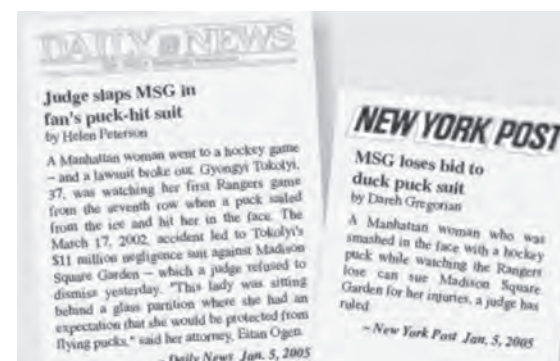 DAILY NEWS
Judge slaps MSG in
fan's puck-hit suit
by Helen Peterson
A Manhattan woman went to a hockey game
– and a lawsuit broke out. Gyongyi Tukolyi,
37, was watching her first Rangers game
from the seventh row when a puck sailed
from the ice and hit her in the face. The
March 17, 2002, accident led to Tokolyi's
$11 million negligence suit against Madison
Square Garden – which a judge refused to
dismiss yesterday. "This lady was sitting
behind a glass partition where she had an
expectation that she would be protected from
flying pucks," said her attorney, Eitan Ogen.
~ Daily News Jan. 5, 2005
NEW YORK POST
MSG loses bid to
duck puck suit
by Dareh Gregorian
A Manhattan woman who was
smashed in the face with a hockey
puck while watching the Rangers
lose can sue Madison Square
Garden for her injuries, a judge has
ruled.
~ New York Post Jan, 5, 2005